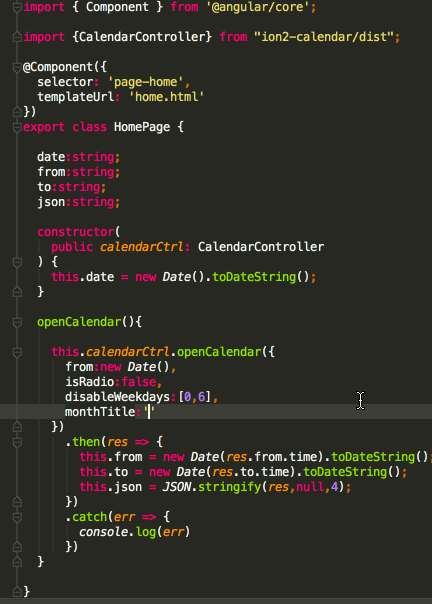 import { Component } from '@angular/core';
import {CalendarController} from "ion2-calendar/dist";
@Component({
selector: 'page-home',
templateUrl: 'home.html'
})
export class HomePage {
date:string;
from:string;
to:string;
json:string;
constructor(
public calendarCtrl: CalendarController
) {
this.date = new Date().toDateString();
}
openCalendar(){
this.calendarCtrl.openCalendar({
from:new Date(),
isRadio:false,
disableWeekdays:[0,6],
monthTitle:''
})
.then(res => {
this.from = new Date(res.from.time).toDateString();
this.to = new Date(res.to.time).toDateString();
this.json = JSON.stringify(res,null,4);
})
.catch(err => {
console.log(err)
})
}
}